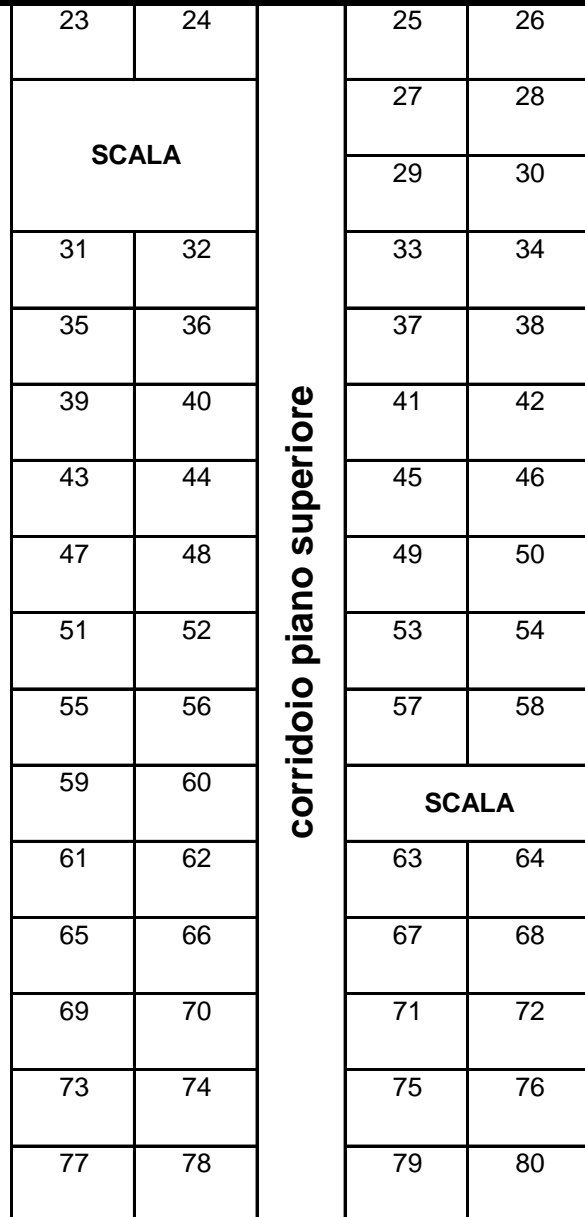 23 24 25 26
27 28
SCALA
29 30
31 32 33 34
35 36 37 38
39 40 41 42
43 44 45 46
47 48 49 50
51 52 53 54
55 56 57 58
corridoio piano superiore
59 60 SCALA
61 62 63 64
65 66 67 68
69 70 71 72
73 74 75 76
77 78 79 80